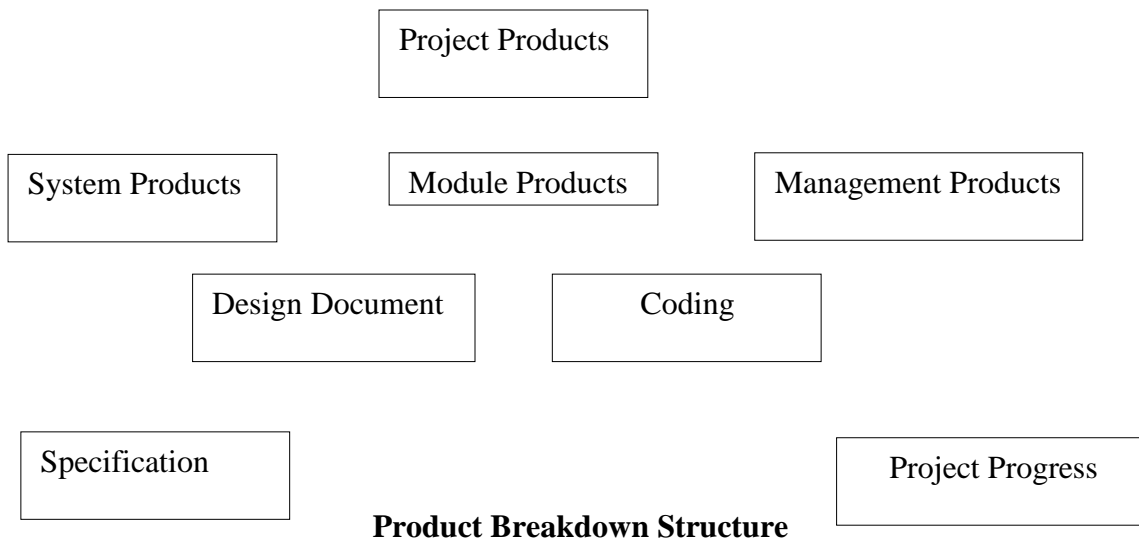 Project Products
System Products
Module Products
Management Products
Design Document
Coding
Specification
Project Progress
Product Breakdown Structure